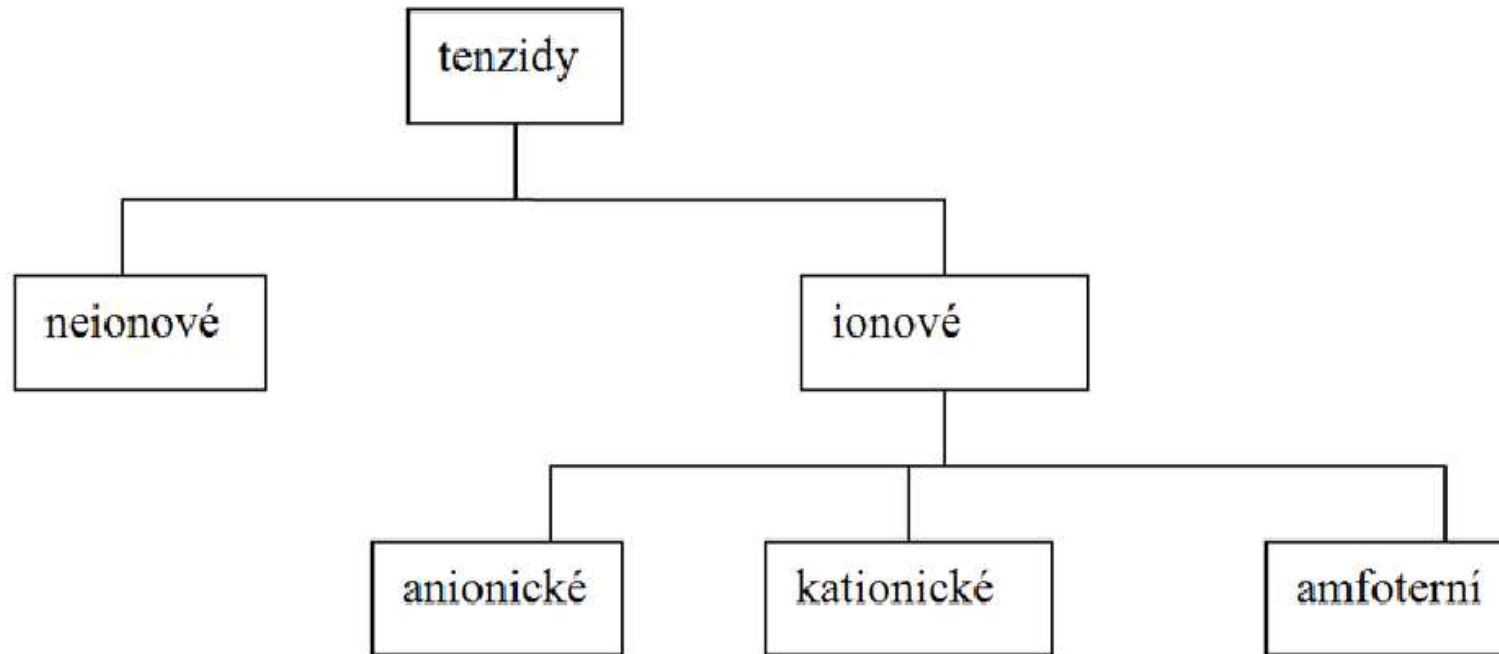 tenzidy
neionové
ionové
anionické
kationické
amfoterní